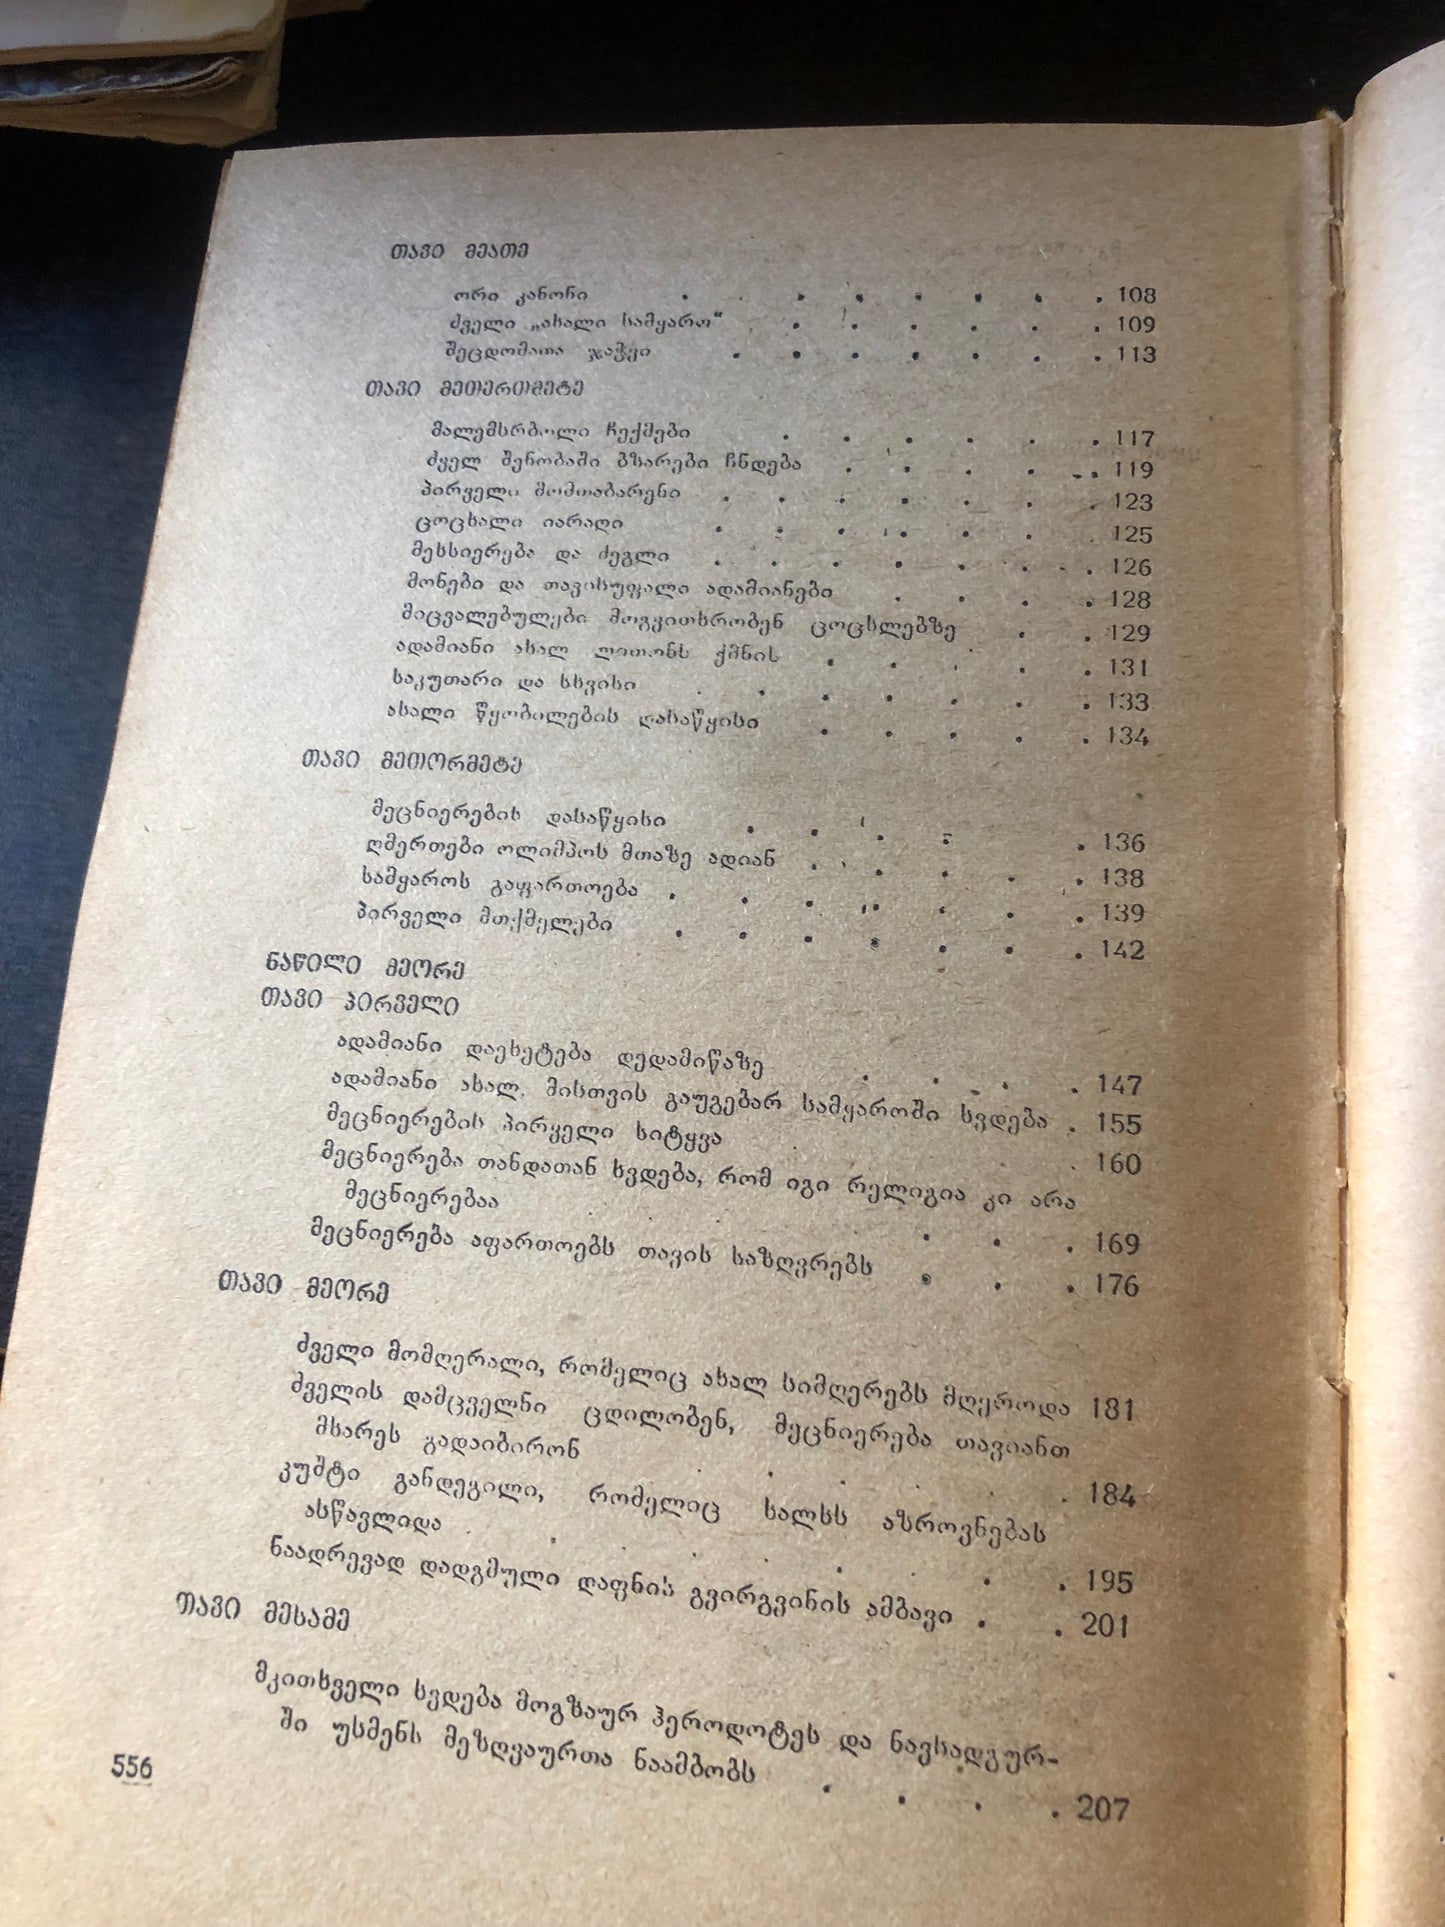 თავი მეათე
ორი კანონი . . . . . . . . 108
ძველი „ახალი სამყარო“ . . . . . . 109
შეცდომათა ჯაჭვი . . . . . . . 113
თავი მეთერთმეტე
მალემსრბოლი ჩექმები . . . . . . 117
ძველ შენობაში ბზარები ჩნდება . . . . . 119
პირველი მომთაბარენი . . . . . . . 123
ცოცხალი იარაღი . . . . . . 125
მეხსიერება და ძეგლი . . . . . . . 126
მონები და თავისუფალი ადამიანები . . . . 128
მიცვალებულები მოგვითხრობენ ცოცხლებზე . . 129
ადამიანი ახალ ლითონს ქმნის . . . . . 131
საკუთარი და სხვისი . . . . . . . 133
ახალი წყობილების დასაწყისი . . . . . 134
თავი მეთორმეტე
მეცნიერების დასაწყისი . . . . . 136
ღმერთები ოლიმპოს მთაზე ადიან . . . . . 138
სამყაროს გაფართოება . . . . . . . 139
პირველი მთქმელები . . . . . . . 142
ნაწილი მეორე
თავი პირველი
ადამიანი დაეხეტება დედამიწაზე . . . . 147
ადამიანი ახალ, მისთვის გაუგებარ სამყაროში ხვდება . 155
მეცნიერების პირველი სიტყვა . 160
მეცნიერება თანდათან ხვდება, რომ იგი რელიგია კი არა
მეცნიერებაა . . . 169
მეცნიერება აფართოებს თავის საზღვრებს . . . 176
თავი მეორე
ძველი მომღერალი, რომელიც ახალ სიმღერებს მღეროდა 181
ძველის დამცველნი ცდილობენ, მეცნიერება თავიანთ
მხარეს გადაიბირონ . . . . . . 184
კუშტი განდეგილი, რომელიც ხალხს აზროვნებას
ასწავლიდა . . . . . . . . . 195
ნაადრევად დადგმული დაფნის გვირგვინის ამბავი . . 201
თავი მესამე
მკითხველი ხვდება მოგზაურ ჰეროდოტეს და ნავსადგურ-
ში უსმენს მეზღვაურთა ნაამბობს . . . . 207
556